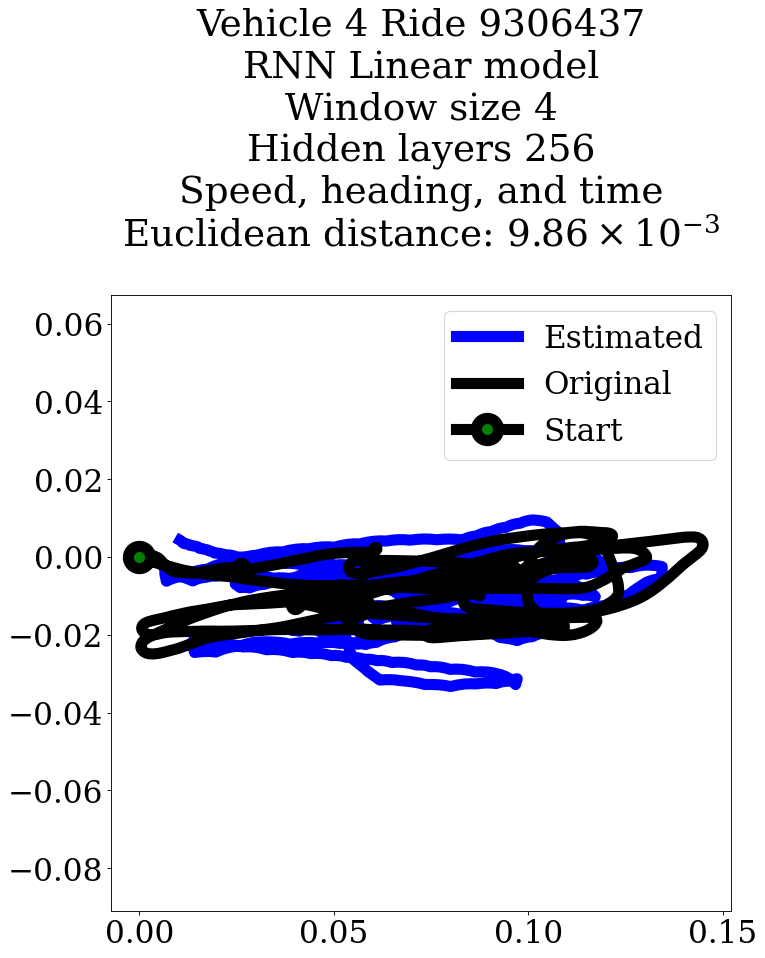 Vehicle 4 Ride 9306437
RNN Linear model
Window size 4
Hidden layers 256
Speed, heading, and time
Euclidean distance: 9.86 × 10⁻³
Estimated
Original
Start
0.06
0.04
0.02
0.00
−0.02
−0.04
−0.06
−0.08
0.00 0.05 0.10 0.15